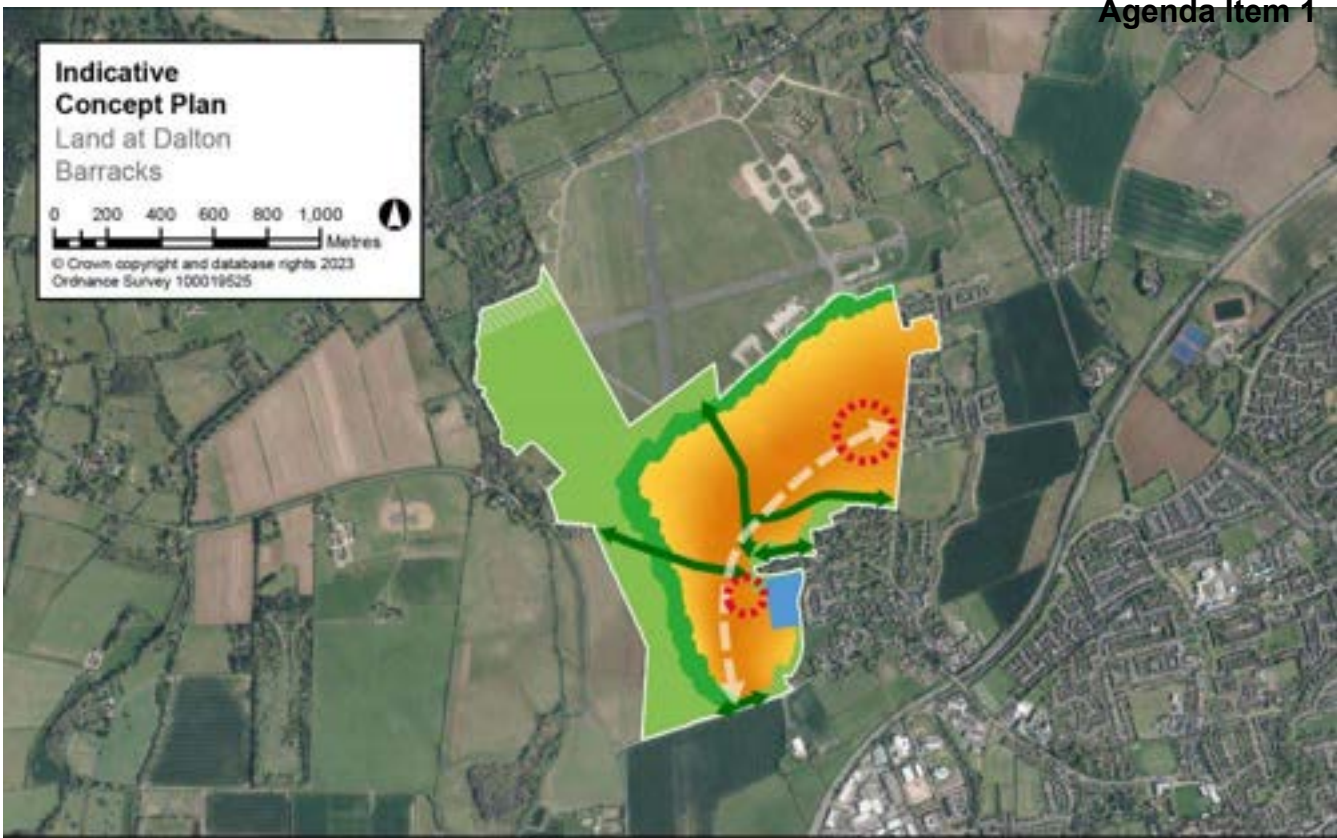 Agenda Item 1
Indicative
Concept Plan
Land at Dalton
Barracks
0 200 400 600 800 1,000
Metres
© Crown copyright and database rights 2023
Ordnance Survey 100019525